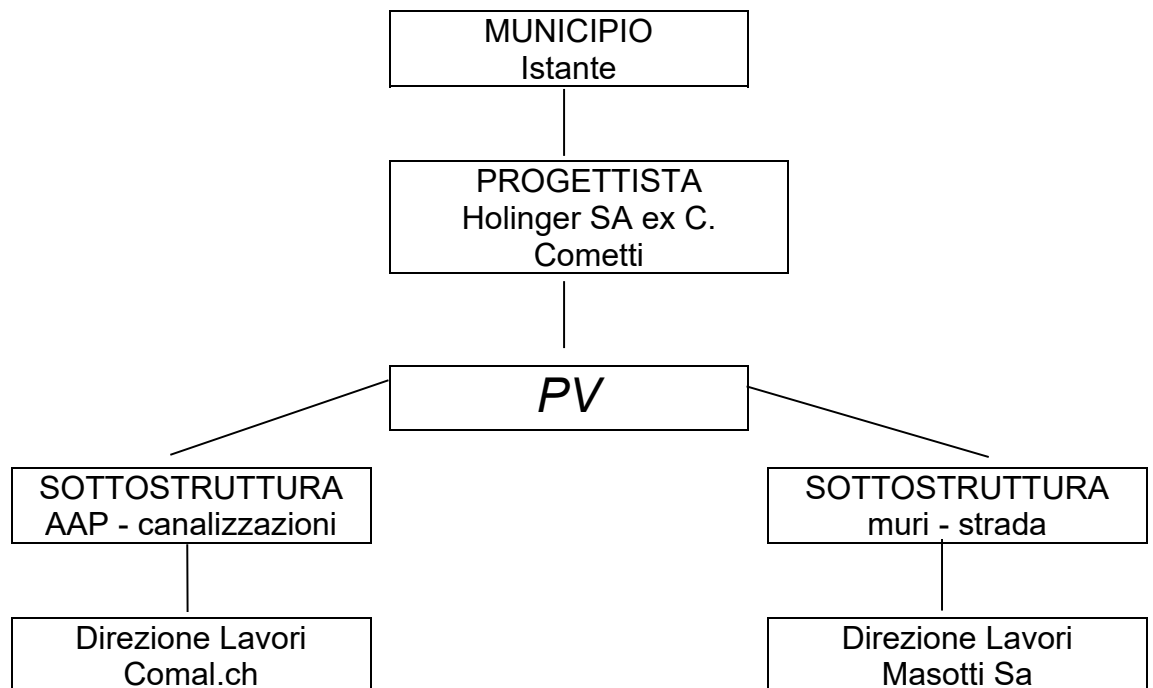 MUNICIPIO
Istante
PROGETTISTA
Holinger SA ex C.
Cometti
PV
SOTTOSTRUTTURA
AAP - canalizzazioni
SOTTOSTRUTTURA
muri - strada
Direzione Lavori
Comal.ch
Direzione Lavori
Masotti Sa